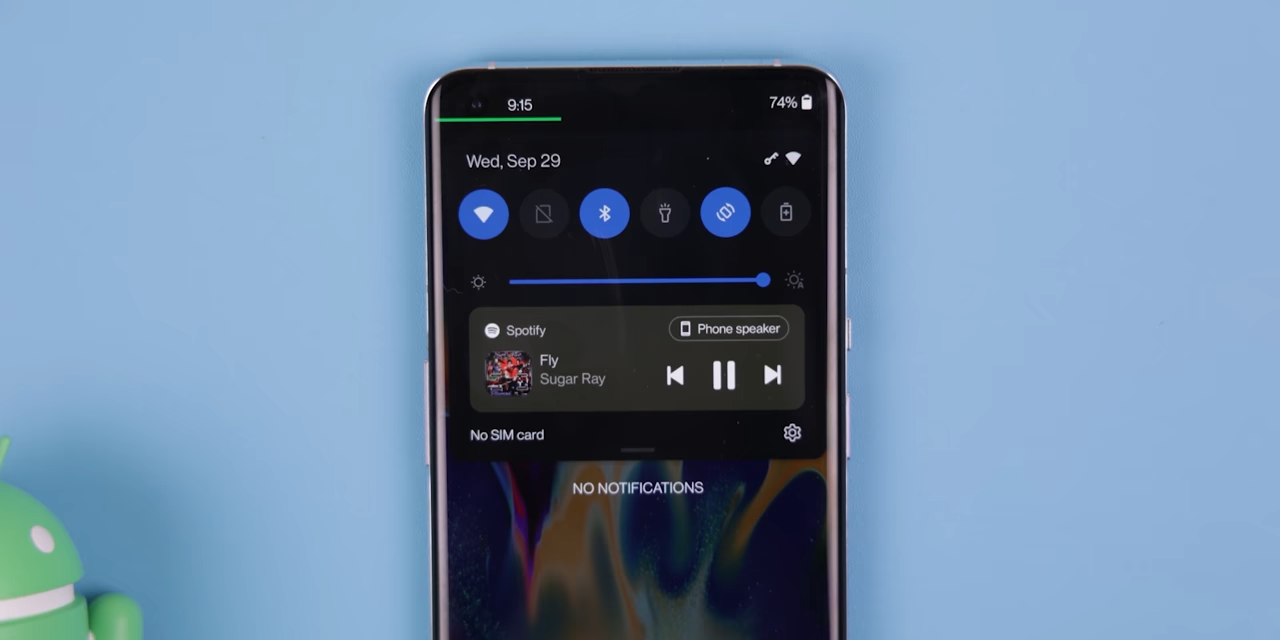 9:15
74%
Wed, Sep 29
Spotify
Phone speaker
Fly
Sugar Ray
No SIM card
NO NOTIFICATIONS